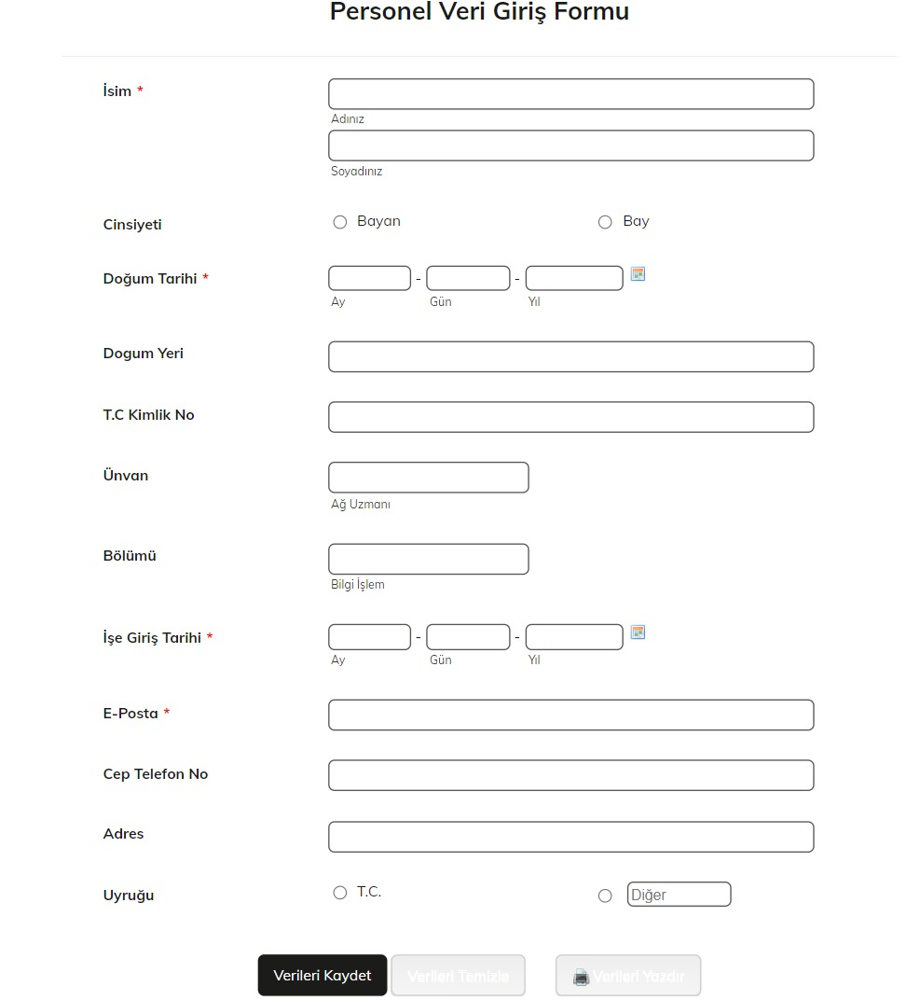 Personel Veri Giriş Formu
İsim *
Adınız
Soyadınız
Cinsiyeti Bayan Bay
Doğum Tarihi * - -
Ay Gün Yıl
Dogum Yeri
T.C Kimlik No
Ünvan
Ağ Uzmanı
Bölümü
Bilgi İşlem
İşe Giriş Tarihi * - -
Ay Gün Yıl
E-Posta *
Cep Telefon No
Adres
Uyruğu T.C. Diğer
Verileri Kaydet Verileri Temizle Verileri Yazdır